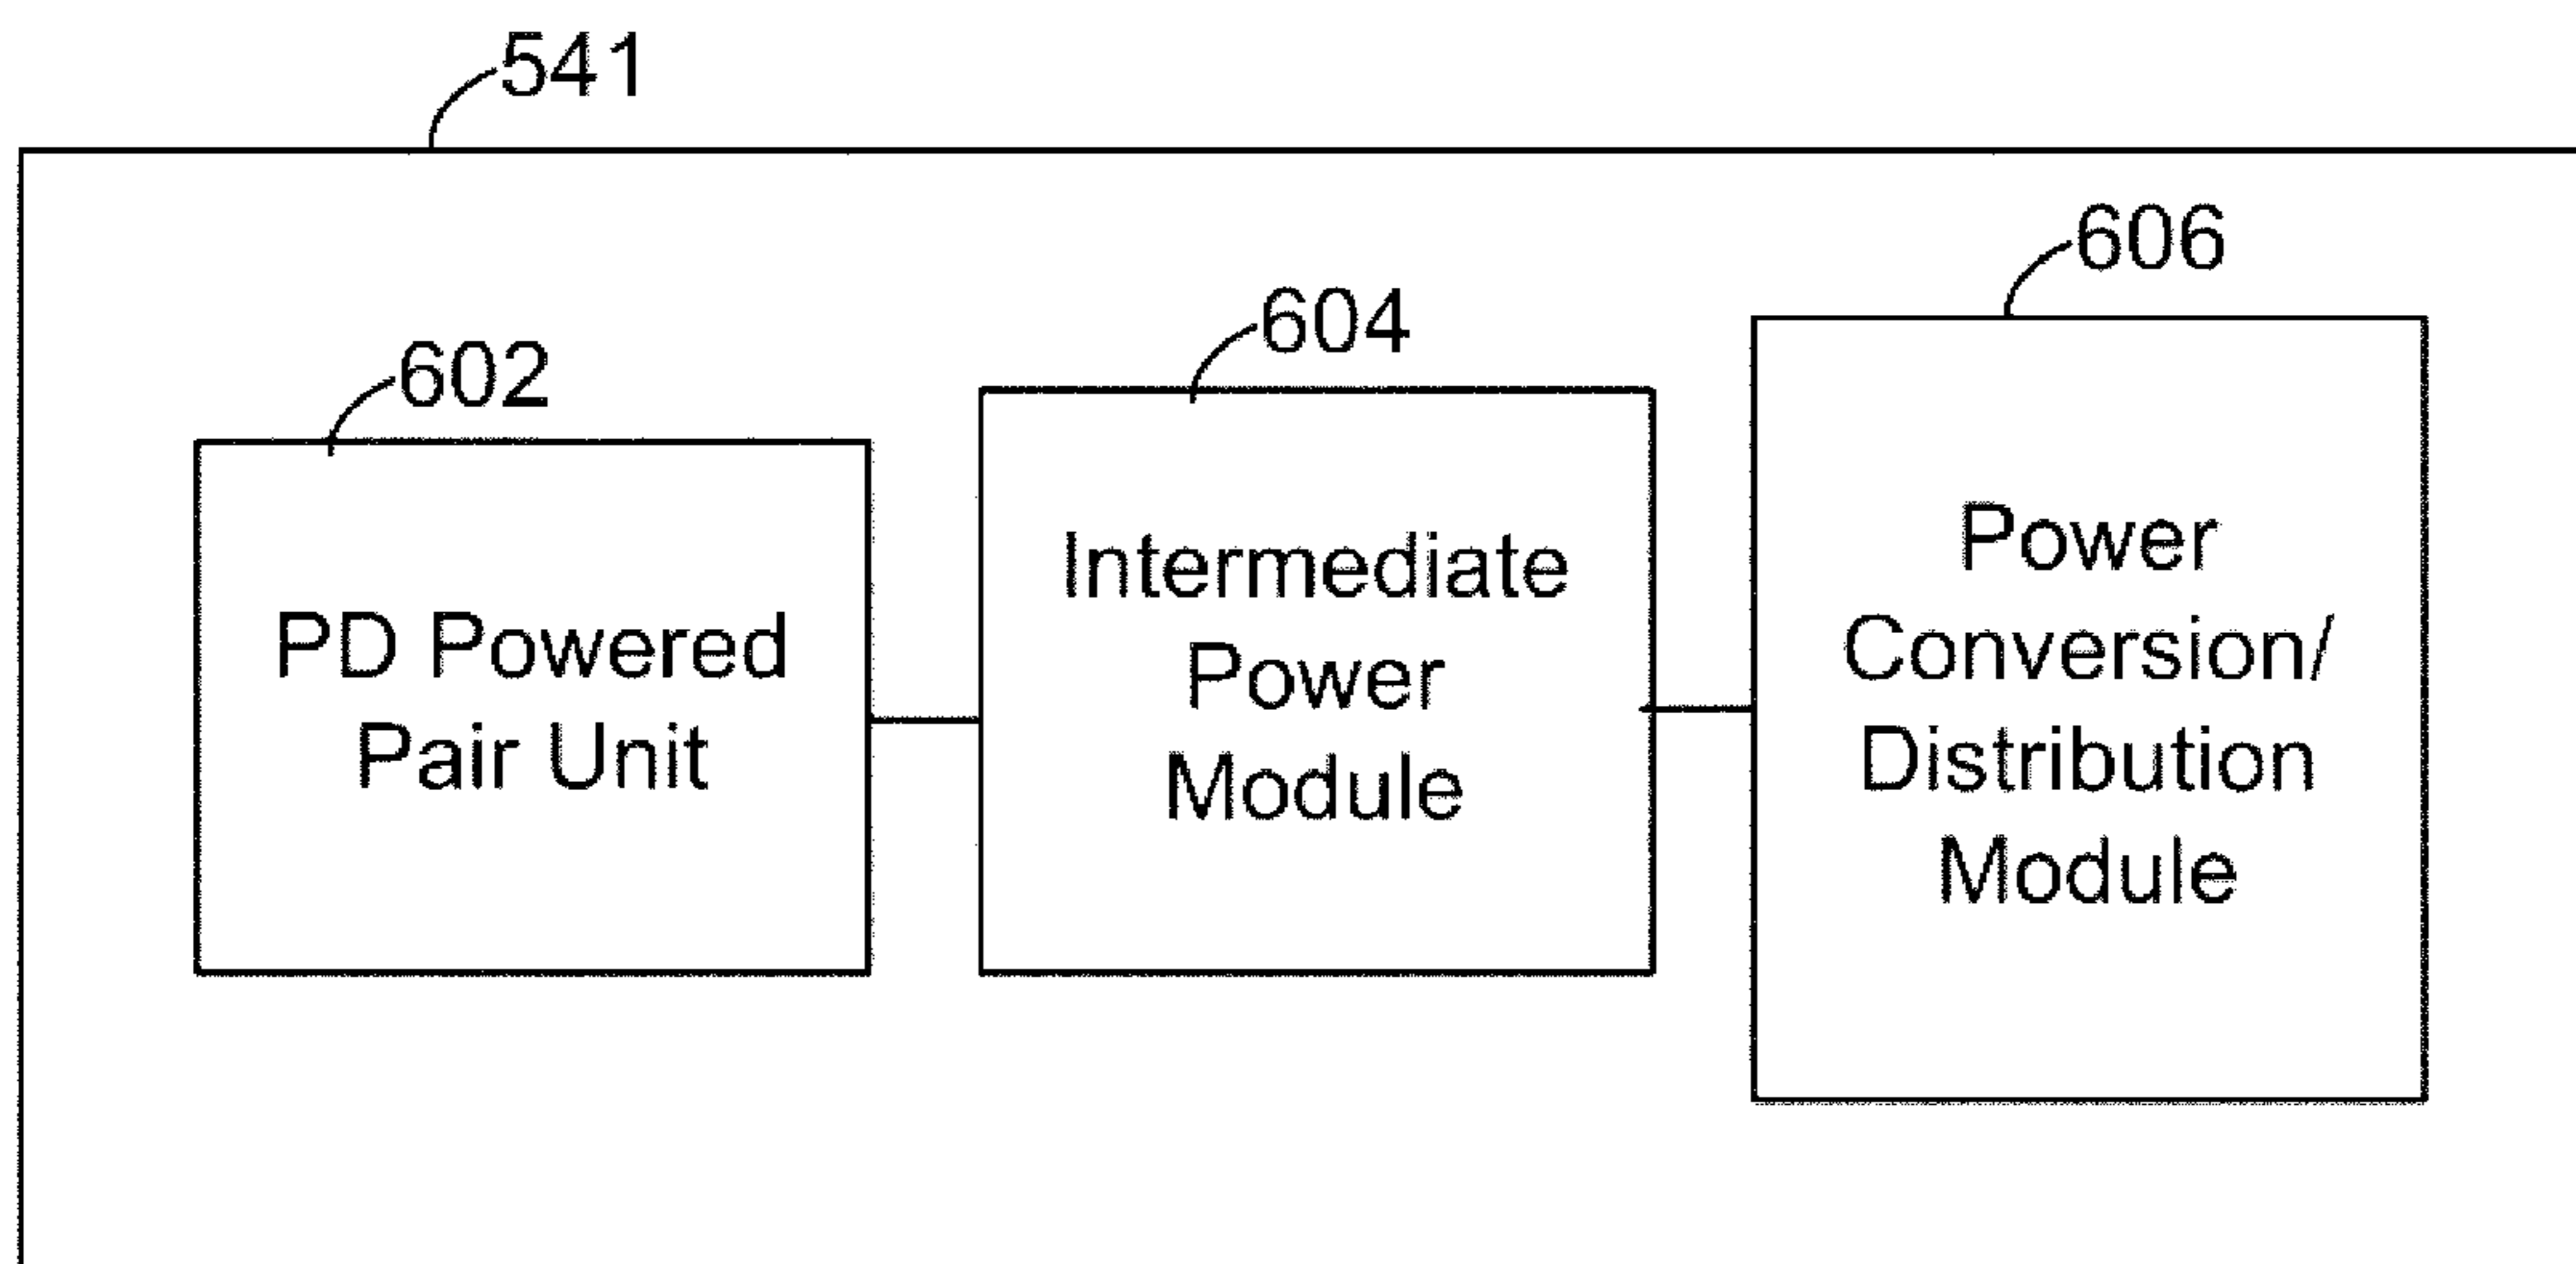 541
606
604
602
PD Powered
Pair Unit
Intermediate
Power
Module
Power
Conversion/
Distribution
Module